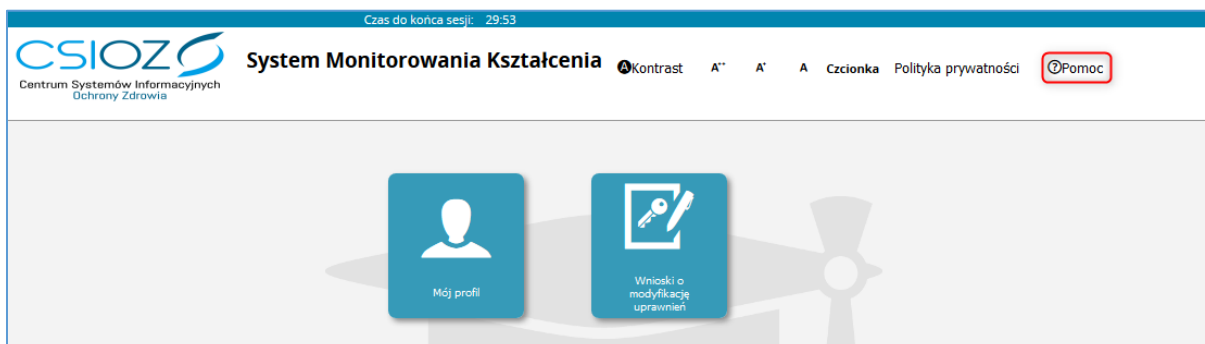 Czas do końca sesji: 29:53
CSIOZ
Centrum Systemów Informacyjnych
Ochrony Zdrowia
System Monitorowania Kształcenia
A Kontrast A++ A+ A Czcionka Polityka prywatności ?Pomoc
Mój profil
Wnioski o
modyfikację
uprawnień